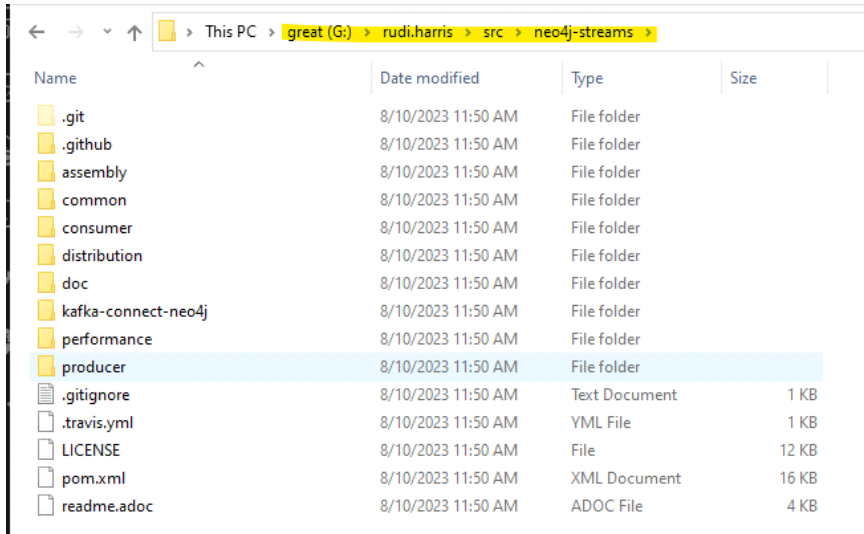 This PC > great (G:) > rudi.harris > src > neo4j-streams >
Name Date modified Type Size
.git 8/10/2023 11:50 AM File folder
.github 8/10/2023 11:50 AM File folder
assembly 8/10/2023 11:50 AM File folder
common 8/10/2023 11:50 AM File folder
consumer 8/10/2023 11:50 AM File folder
distribution 8/10/2023 11:50 AM File folder
doc 8/10/2023 11:50 AM File folder
kafka-connect-neo4j 8/10/2023 11:50 AM File folder
performance 8/10/2023 11:50 AM File folder
producer 8/10/2023 11:50 AM File folder
.gitignore 8/10/2023 11:50 AM Text Document 1 KB
.travis.yml 8/10/2023 11:50 AM YML File 1 KB
LICENSE 8/10/2023 11:50 AM File 12 KB
pom.xml 8/10/2023 11:50 AM XML Document 16 KB
readme.adoc 8/10/2023 11:50 AM ADOC File 4 KB